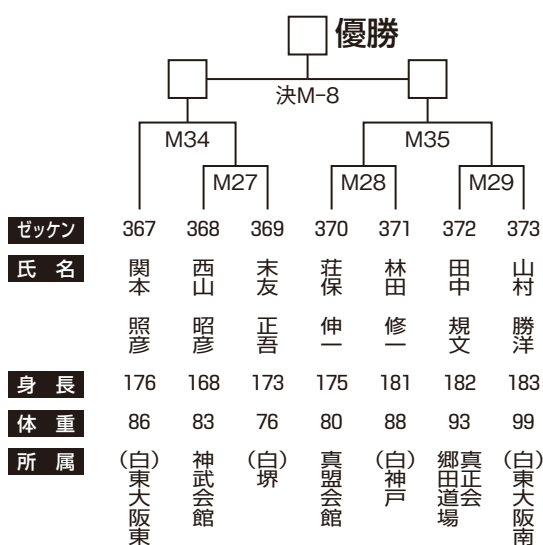 優勝
決M-8
M34 M35
M27 M28 M29
ゼッケン 367 368 369 370 371 372 373
氏 名 関本 照彦 西山 昭彦 末友 正吾 荘保 伸一 林田 修一 田中 規文 山村 勝洋
身 長 176 168 173 175 181 182 183
体 重 86 83 76 80 88 93 99
所 属 (白)東大阪東 神武会館 (白)堺 真盟会館 (白)神戸 真正会 郷田道場 (白)東大阪南